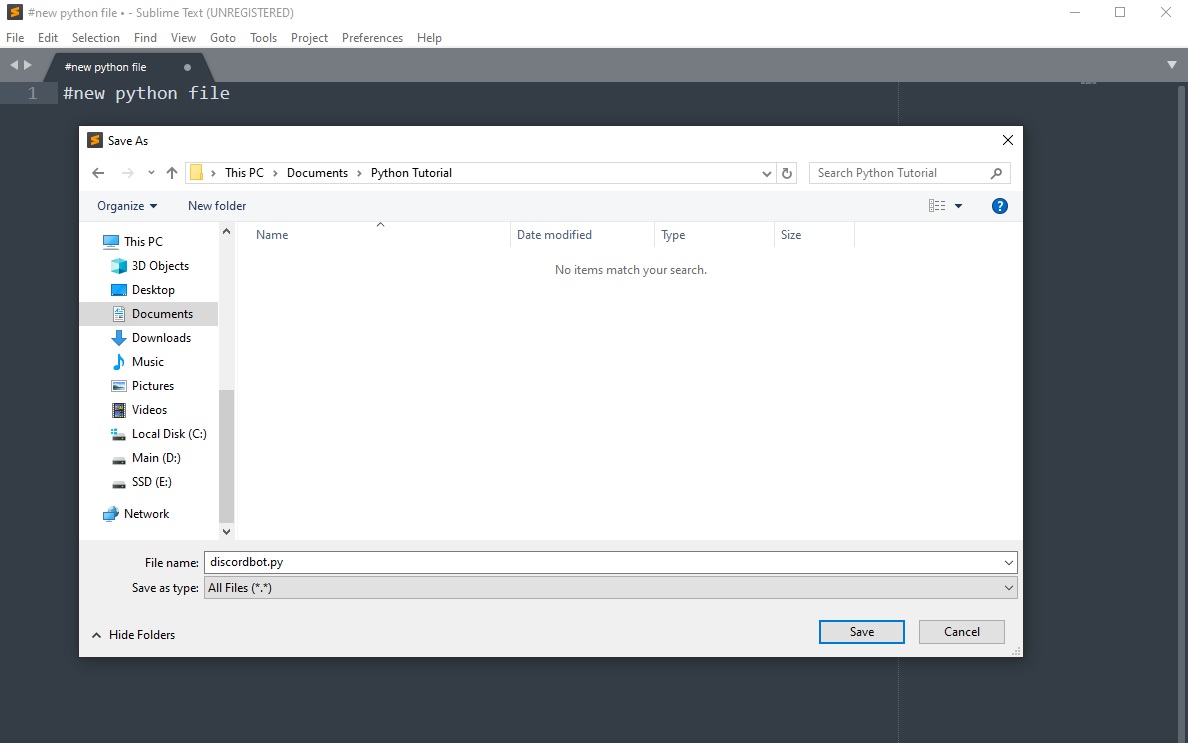 #new python file • - Sublime Text (UNREGISTERED)
File Edit Selection Find View Goto Tools Project Preferences Help
#new python file
1 #new python file
Save As
This PC Documents Python Tutorial Search Python Tutorial
Organize New folder
Name Date modified Type Size
No items match your search.
This PC
3D Objects
Desktop
Documents
Downloads
Music
Pictures
Videos
Local Disk (C:)
Main (D:)
SSD (E:)
Network
File name: discordbot.py
Save as type: All Files (*.*)
Hide Folders Save Cancel